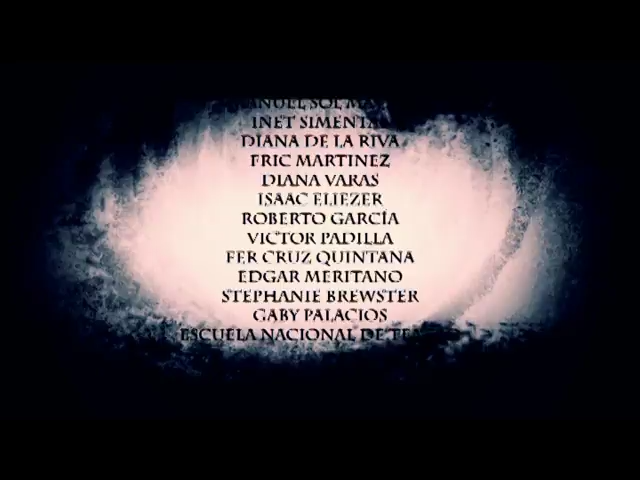 SOL
INET SIMENTAL
DIANA DE LA RIVA
ERIC MARTINEZ
DIANA VARAS
ISAAC ELIEZER
ROBERTO GARCÍA
VICTOR PADILLA
FER CRUZ QUINTANA
EDGAR MERITANO
STEPHANIE BREWSTER
GABY PALACIOS
ESCUELA NACIONAL DE